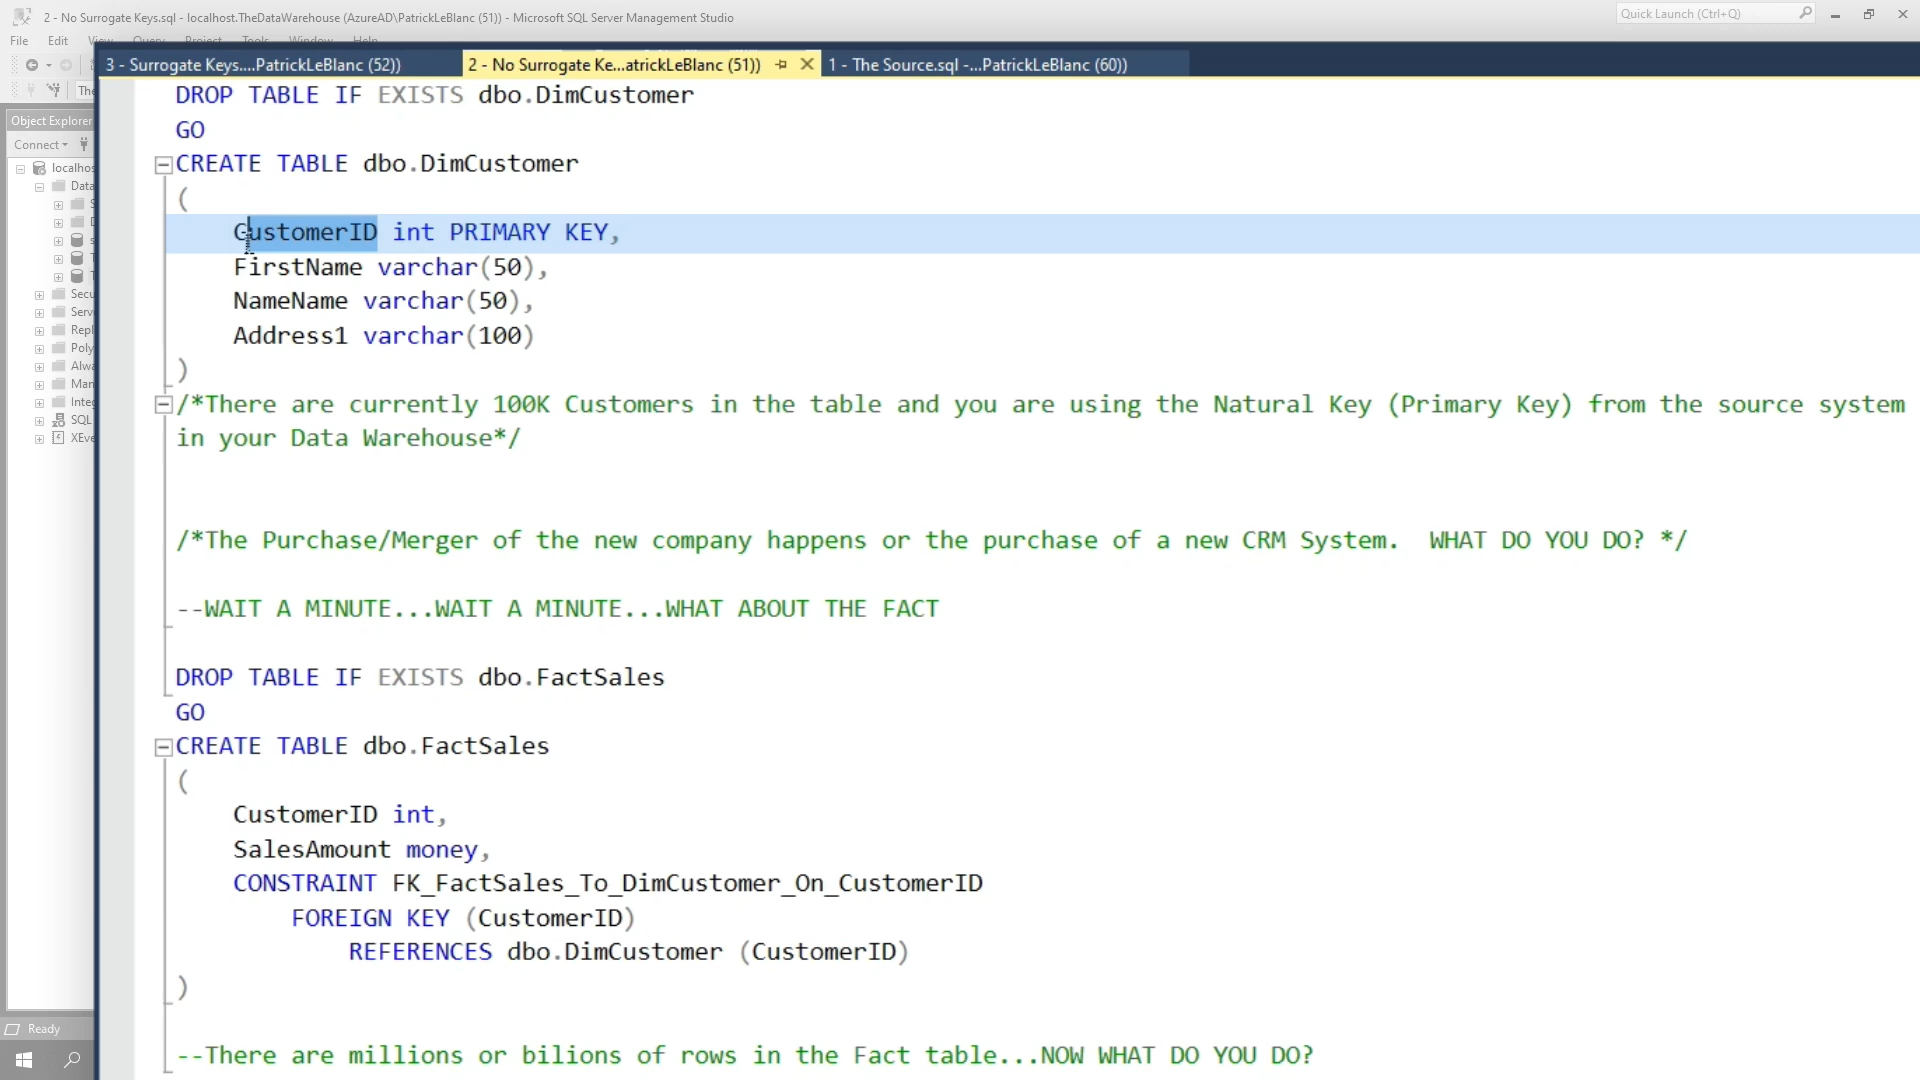 2 - No Surrogate Keys.sql - localhost.TheDataWarehouse (AzureAD\PatrickLeBlanc (51)) - Microsoft SQL Server Management Studio
Quick Launch (Ctrl+Q)
File Edit View Query Project Tools Window Help
3 - Surrogate Keys....PatrickLeBlanc (52))
2 - No Surrogate Ke...atrickLeBlanc (51))
1 - The Source.sql -...PatrickLeBlanc (60))
Object Explorer
Connect
Ready
DROP TABLE IF EXISTS dbo.DimCustomer
GO
CREATE TABLE dbo.DimCustomer
(
CustomerID int PRIMARY KEY,
FirstName varchar(50),
NameName varchar(50),
Address1 varchar(100)
)
/*There are currently 100K Customers in the table and you are using the Natural Key (Primary Key) from the source system
in your Data Warehouse*/
/*The Purchase/Merger of the new company happens or the purchase of a new CRM System.  WHAT DO YOU DO? */
--WAIT A MINUTE...WAIT A MINUTE...WHAT ABOUT THE FACT
DROP TABLE IF EXISTS dbo.FactSales
GO
CREATE TABLE dbo.FactSales
(
CustomerID int,
SalesAmount money,
CONSTRAINT FK_FactSales_To_DimCustomer_On_CustomerID
FOREIGN KEY (CustomerID)
REFERENCES dbo.DimCustomer (CustomerID)
)
--There are millions or bilions of rows in the Fact table...NOW WHAT DO YOU DO?